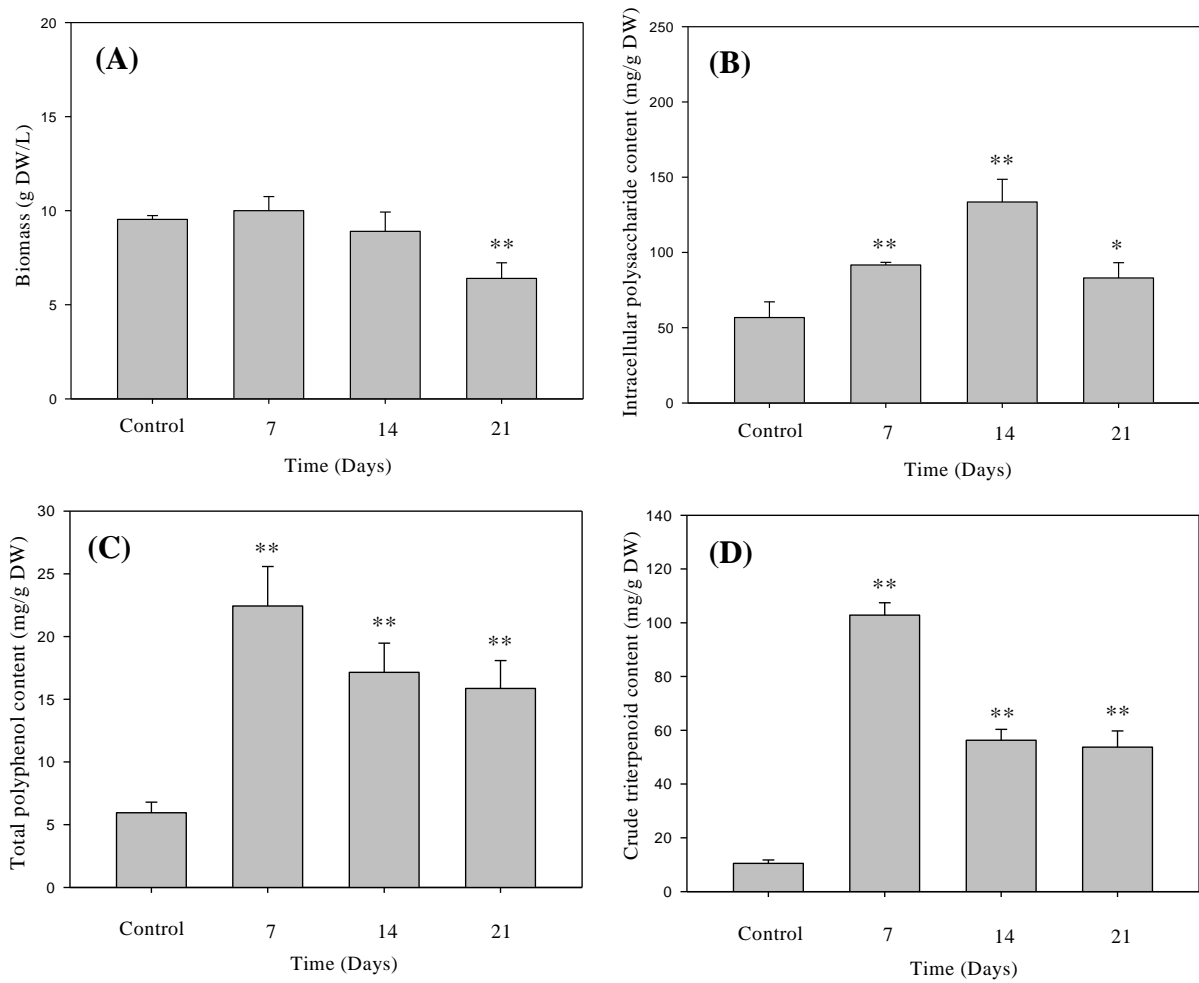 (A)
Biomass (g DW/L)
20
15
10
5
0
**
Control 7 14 21
Time (Days)
(B)
Intracellular polysaccharide content (mg/g DW)
250
200
150
100
50
0
**
**
*
Control 7 14 21
Time (Days)
(C)
Total polyphenol content (mg/g DW)
30
25
20
15
10
5
0
**
**
**
Control 7 14 21
Time (Days)
(D)
Crude triterpenoid content (mg/g DW)
140
120
100
80
60
40
20
0
**
**
**
Control 7 14 21
Time (Days)